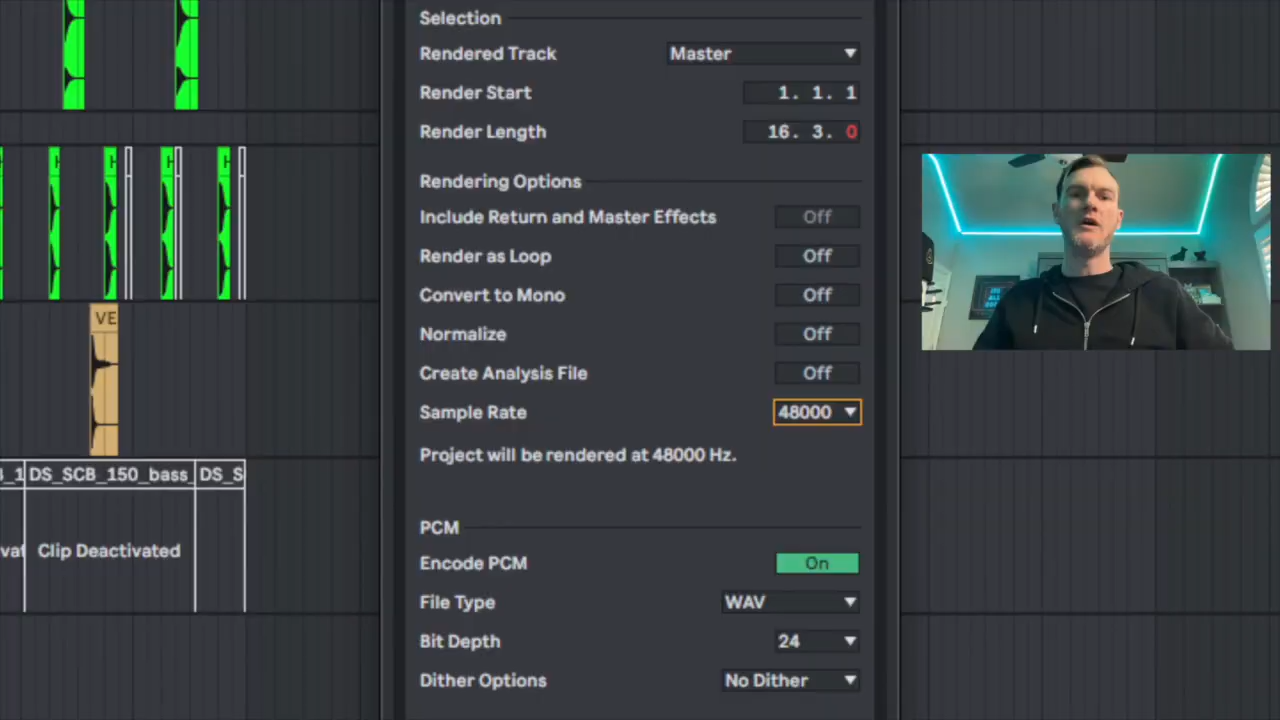 Selection
Rendered Track Master
Render Start 1. 1. 1
Render Length 16. 3. 0
Rendering Options
Include Return and Master Effects Off
Render as Loop Off
Convert to Mono Off
Normalize Off
Create Analysis File Off
Sample Rate 48000
Project will be rendered at 48000 Hz.
PCM
Encode PCM On
File Type WAV
Bit Depth 24
Dither Options No Dither
H H H H
VE
DS_SCB_150_bass_ DS_S
Clip Deactivated